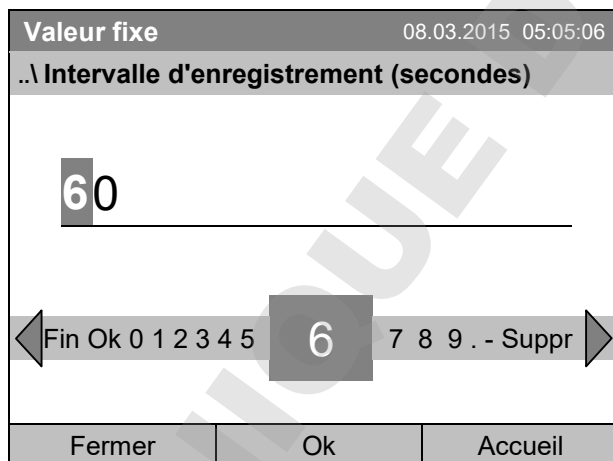 Valeur fixe 08.03.2015 05:05:06
..\ Intervalle d'enregistrement (secondes)
60
Fin Ok 0 1 2 3 4 5 6 7 8 9 . - Suppr
Fermer Ok Accueil